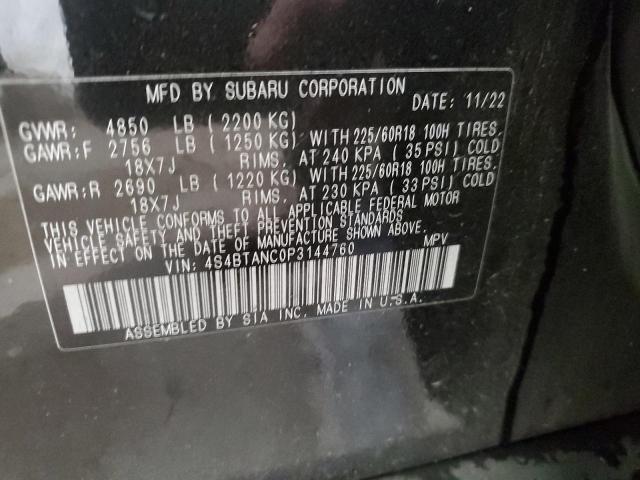 MFD BY SUBARU CORPORATION
DATE: 11/22
GVWR: 4850 LB (2200 KG)
GAWR:F 2756 LB (1250 KG) WITH 225/60R18 100H TIRES,
18X7J RIMS, AT 240 KPA (35 PSI) COLD
GAWR:R 2690 LB (1220 KG) WITH 225/60R18 100H TIRES,
18X7J RIMS, AT 230 KPA (33 PSI) COLD
THIS VEHICLE CONFORMS TO ALL APPLICABLE FEDERAL MOTOR
VEHICLE SAFETY AND THEFT PREVENTION STANDARDS
IN EFFECT ON THE DATE OF MANUFACTURE SHOWN ABOVE.
VIN: 4S4BTANC0P3144760 MPV
ASSEMBLED BY SIA INC. MADE IN U.S.A.